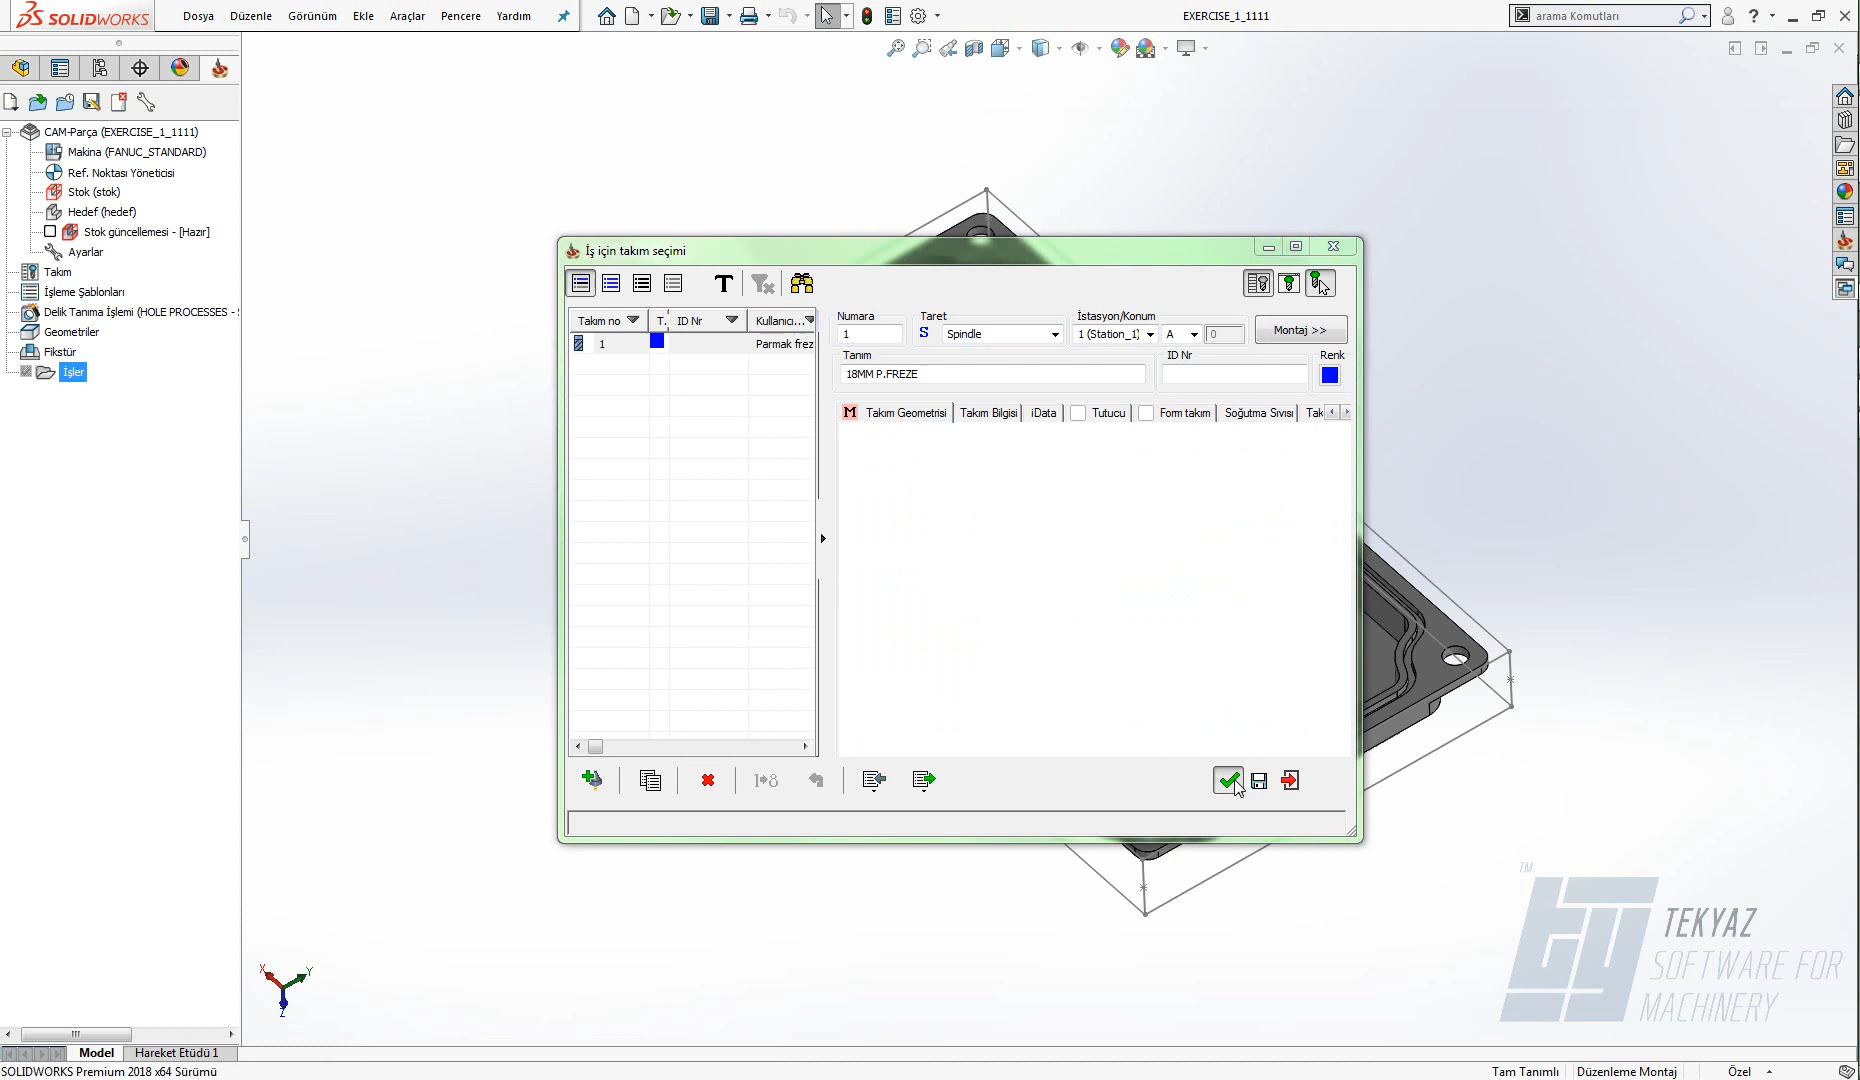 SOLIDWORKS
Dosya Düzenle Görünüm Ekle Araçlar Pencere Yardım
EXERCISE_1_1111
arama Komutları
?
CAM-Parça (EXERCISE_1_1111)
Makina (FANUC_STANDARD)
Ref. Noktası Yöneticisi
Stok (stok)
Hedef (hedef)
Stok güncellemesi - [Hazır]
Ayarlar
Takım
İşleme Şablonları
Delik Tanıma İşlemi (HOLE PROCESSES -
Geometriler
Fikstür
İşler
İş için takım seçimi
T
Takım no T. ID Nr Kullanıcı...
1 Parmak frez
Numara Taret İstasyon/Konum
1 S Spindle 1 (Station_1) A 0 Montaj >>
Tanım ID Nr Renk
18MM P.FREZE
M Takım Geometrisi Takım Bilgisi iData Tutucu Form takım Soğutma Sıvısı Tak
1→8
X Y Z
TM
TEKYAZ
SOFTWARE FOR
MACHINERY
Model Hareket Etüdü 1
SOLIDWORKS Premium 2018 x64 Sürümü
Tam Tanımlı Düzenleme Montaj Özel